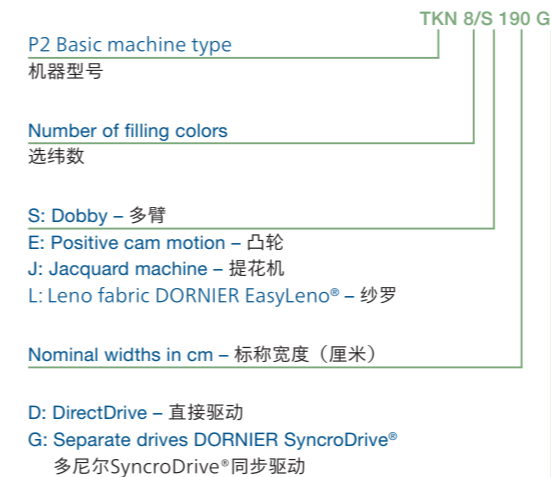 TKN 8/S 190 G
P2 Basic machine type
机器型号
Number of filling colors
选纬数
S: Dobby – 多臂
E: Positive cam motion – 凸轮
J: Jacquard machine – 提花机
L: Leno fabric DORNIER EasyLeno® – 纱罗
Nominal widths in cm – 标称宽度（厘米）
D: DirectDrive – 直接驱动
G: Separate drives DORNIER SyncroDrive®
多尼尔SyncroDrive®同步驱动